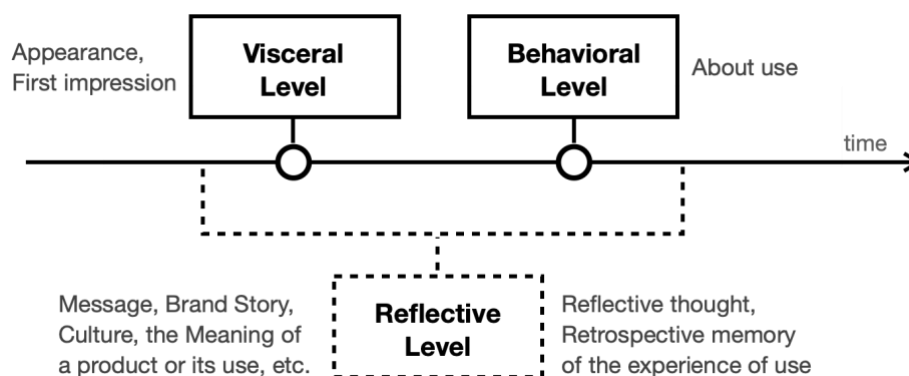 Appearance,
First impression
Visceral
Level
Behavioral
Level
About use
time
Message, Brand Story,
Culture, the Meaning of
a product or its use, etc.
Reflective
Level
Reflective thought,
Retrospective memory
of the experience of use